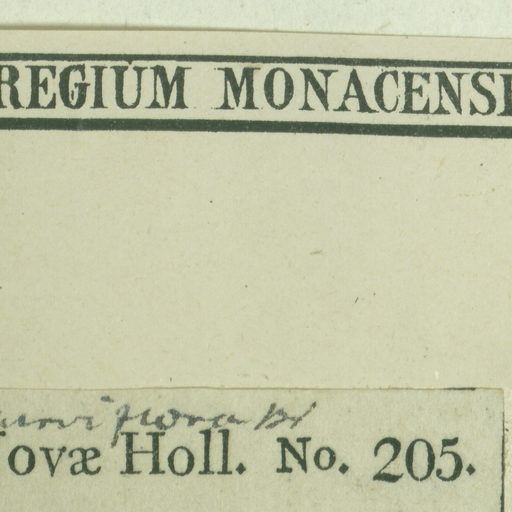 REGIUM MONACENSE
ovæ Holl. No. 205.